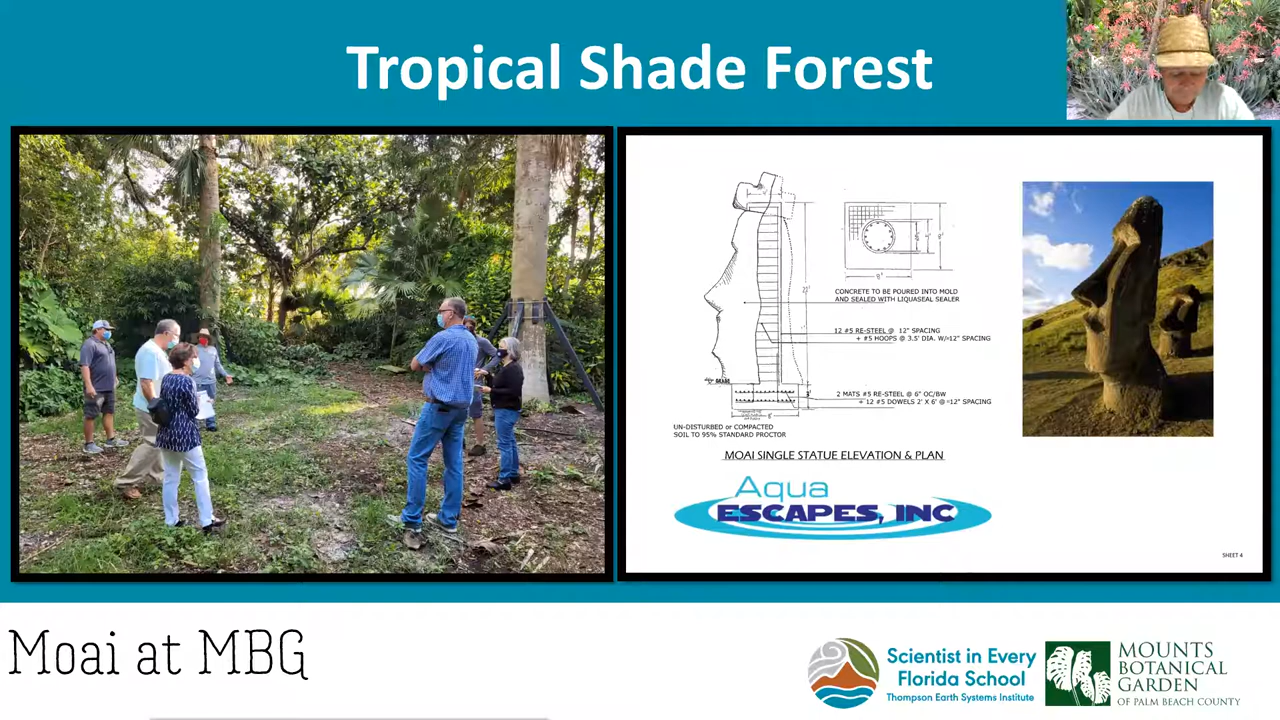 Tropical Shade Forest
8"
21'
CONCRETE TO BE POURED INTO MOLD
AND SEALED WITH LIQUASEAL SEALER
12 #5 RE-STEEL @ 12" SPACING
+ #5 HOOPS @ 3.5' DIA. W/12" SPACING
GRADE
2 MATS #5 RE-STEEL @ 6" OC/BW
+ 12 #5 DOWELS 2' X 6' @ 12" SPACING
UN-DISTURBED or COMPACTED
SOIL TO 95% STANDARD PROCTOR
MOAI SINGLE STATUE ELEVATION & PLAN
Aqua
ESCAPES, INC
SHEET 4
Moai at MBG
Scientist in Every
Florida School
Thompson Earth Systems Institute
MOUNTS
BOTANICAL
GARDEN
OF PALM BEACH COUNTY